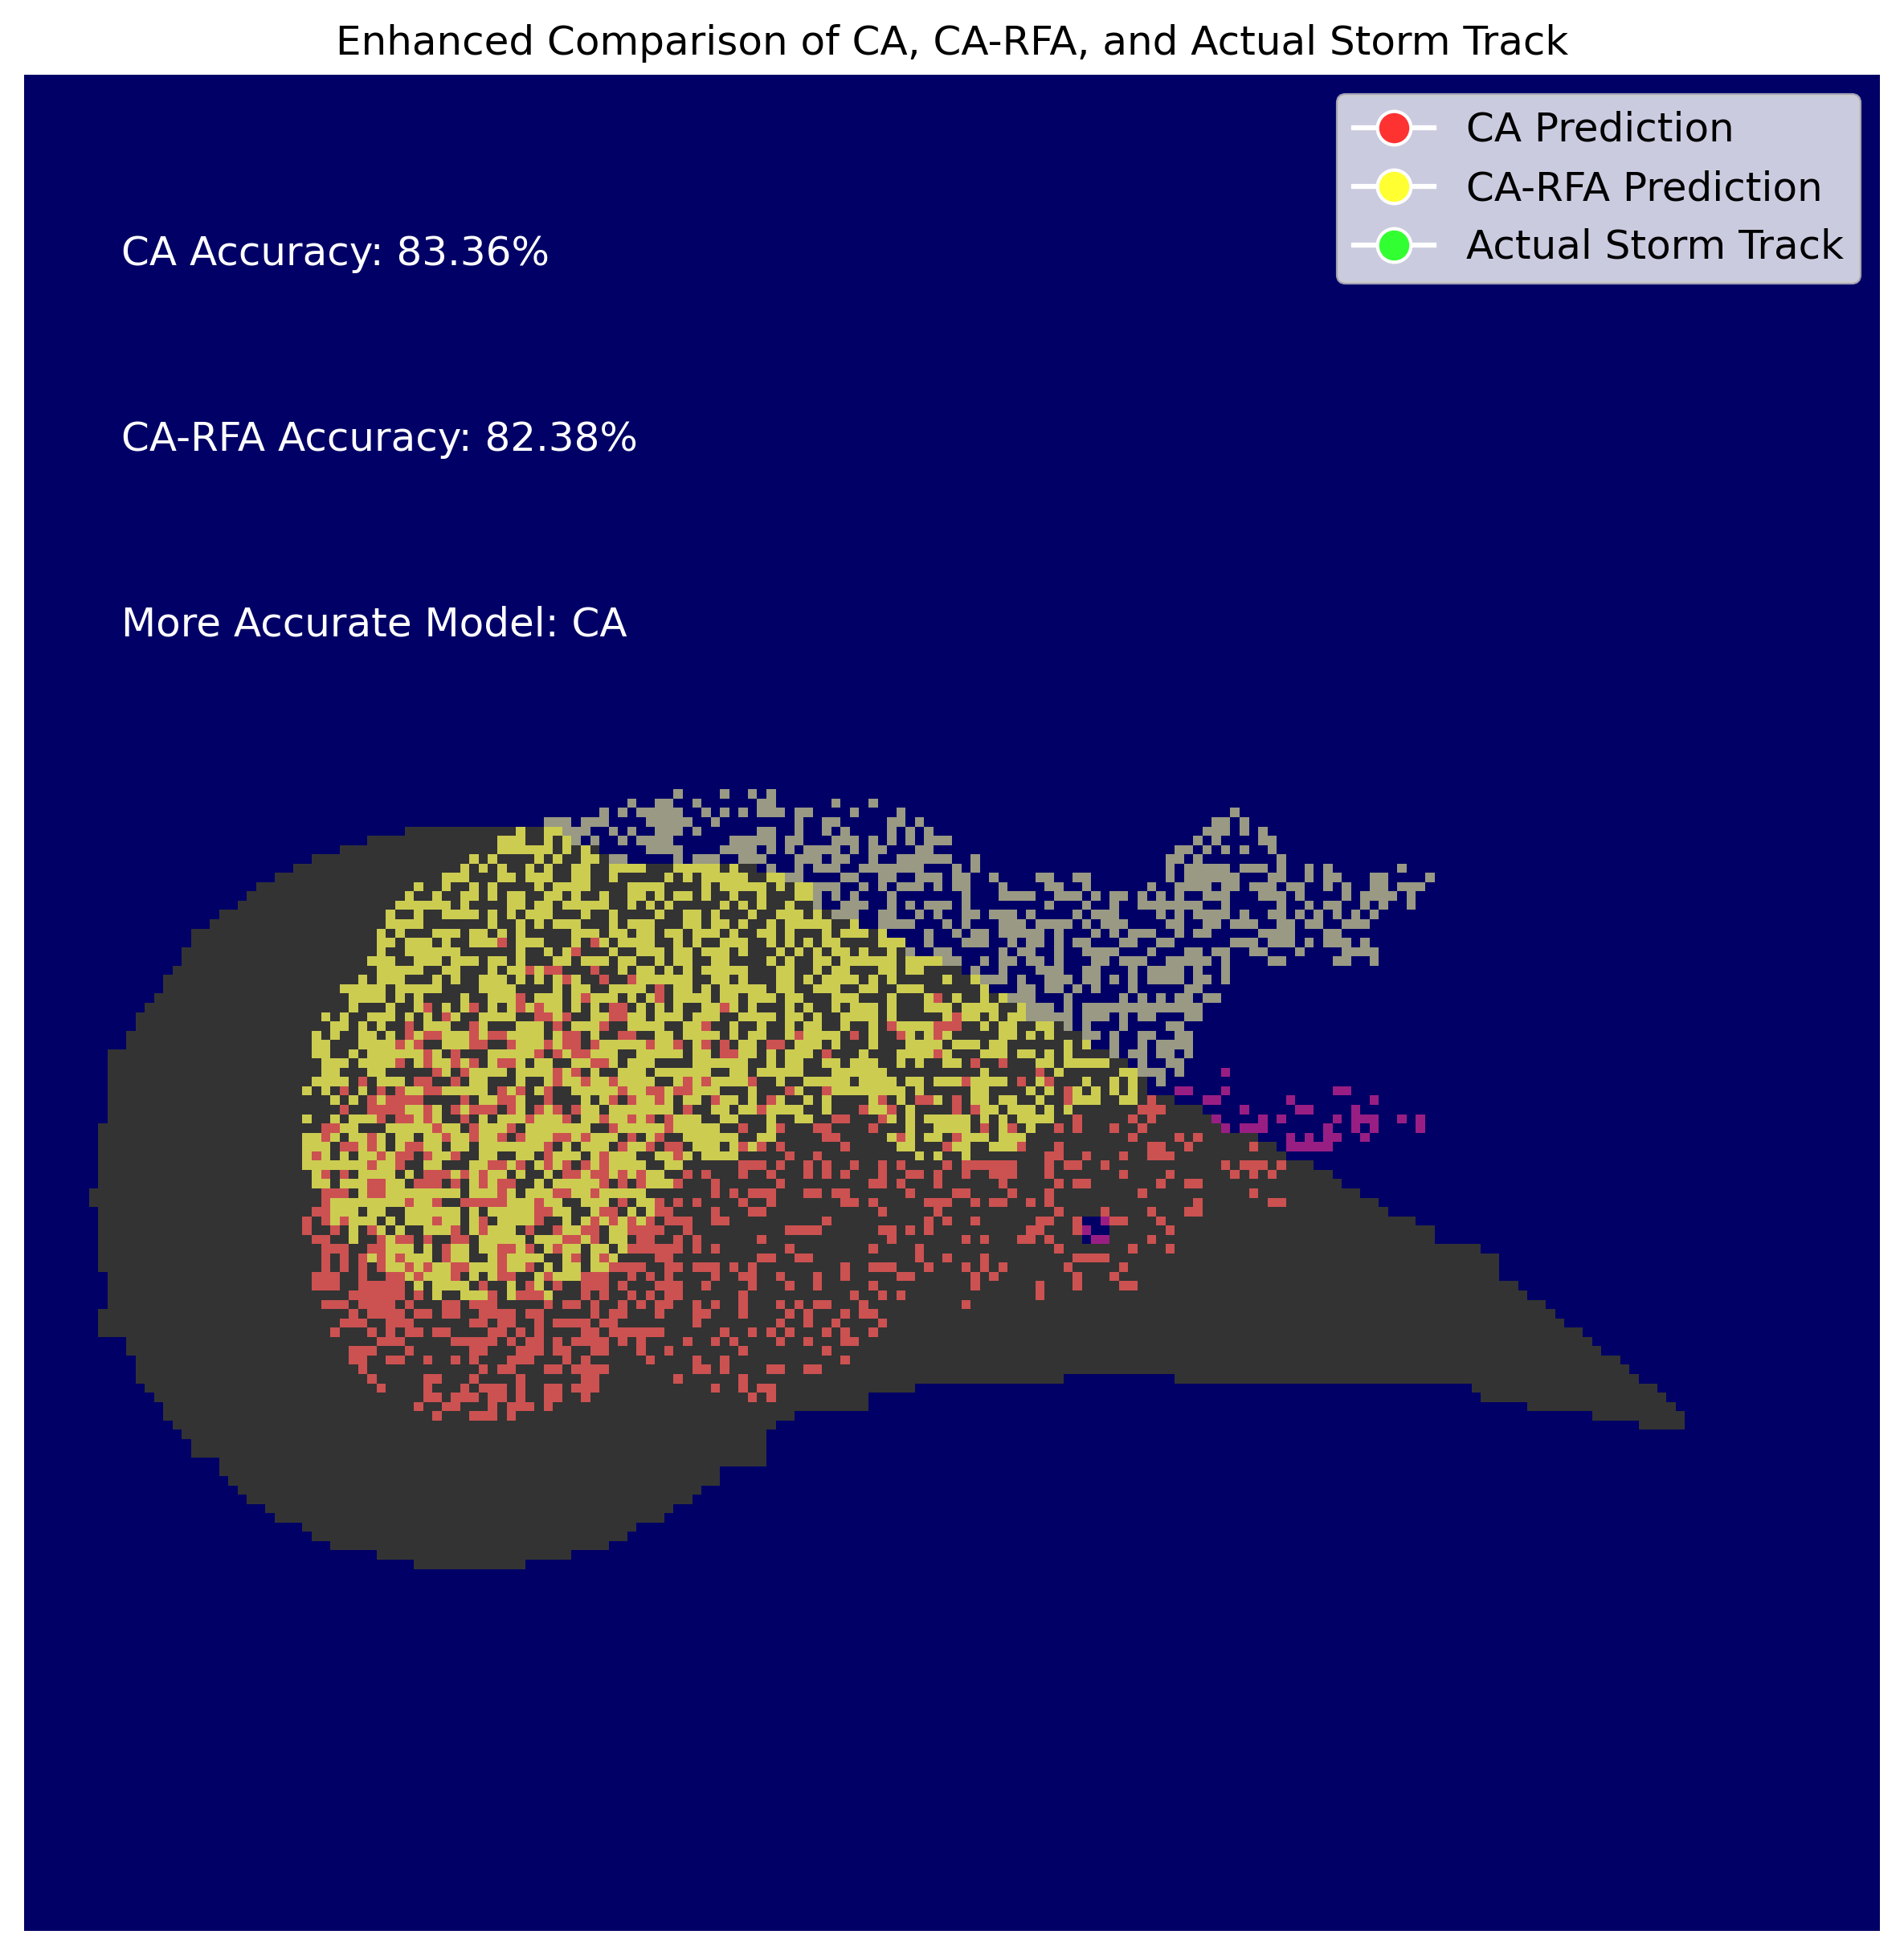 Enhanced Comparison of CA, CA-RFA, and Actual Storm Track
CA Prediction
CA-RFA Prediction
Actual Storm Track
CA Accuracy: 83.36%
CA-RFA Accuracy: 82.38%
More Accurate Model: CA